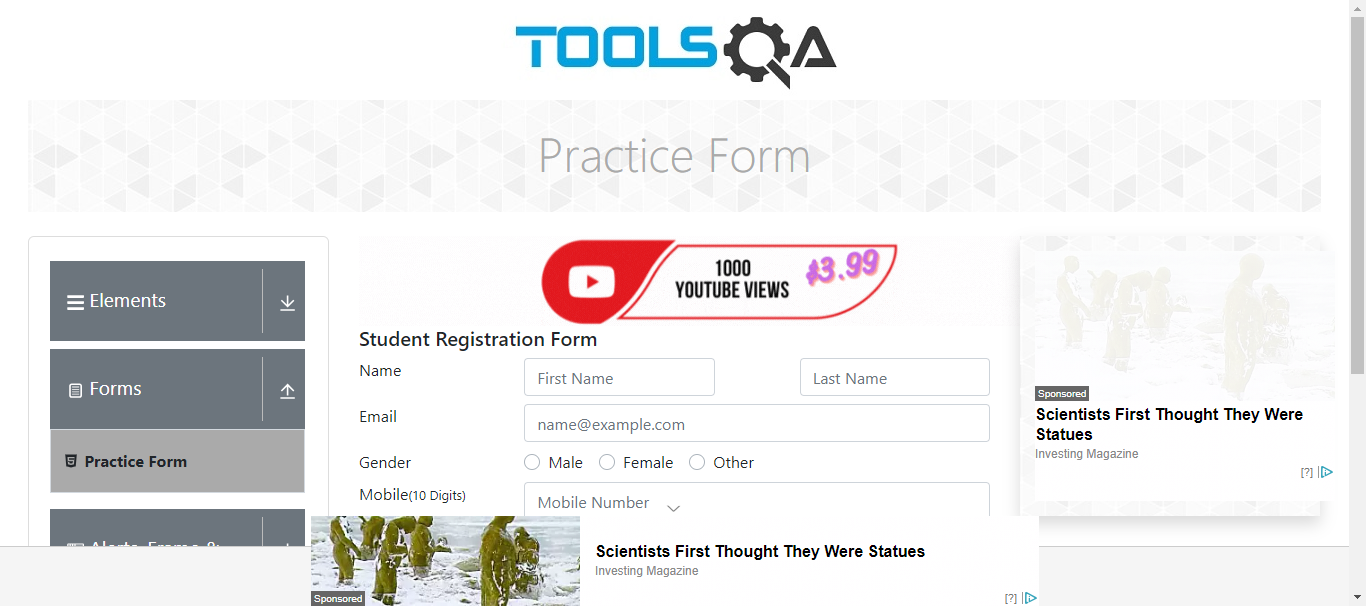 TOOLSQA
Practice Form
Elements
Forms
Practice Form
Alerts, Frame &
1000
YOUTUBE VIEWS
$3.99
Student Registration Form
Name
First Name
Last Name
Email
name@example.com
Gender
Male
Female
Other
Mobile(10 Digits)
Mobile Number
Sponsored
Scientists First Thought They Were
Statues
Investing Magazine
[?]
Scientists First Thought They Were Statues
Investing Magazine
Sponsored
[?]